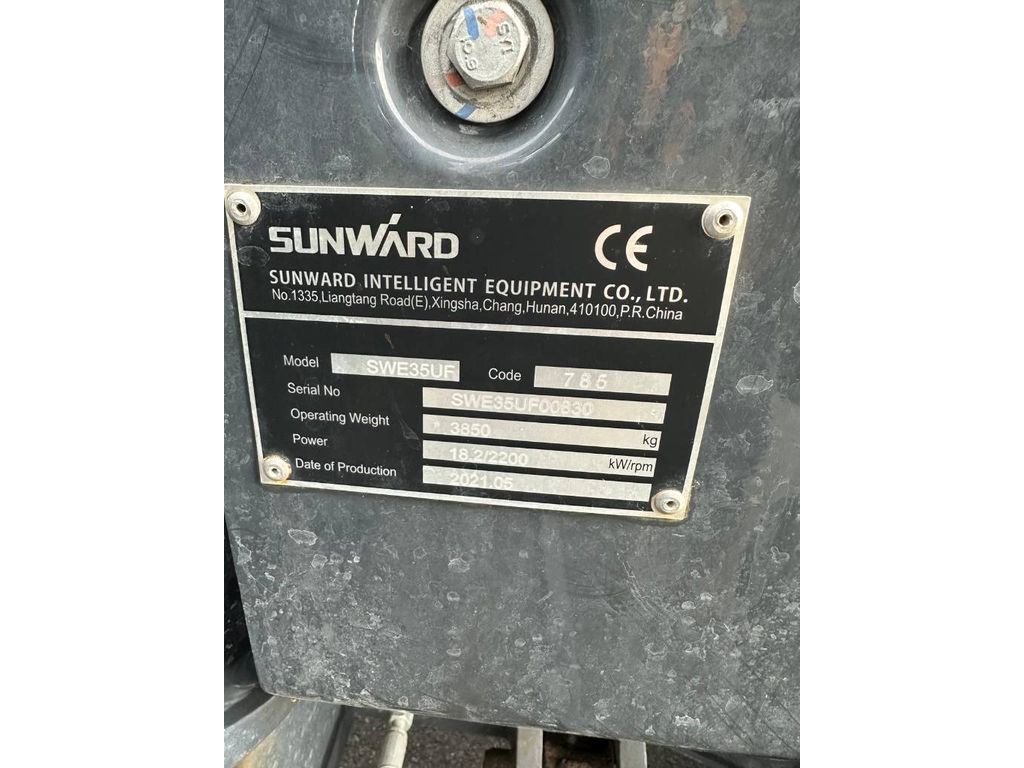 SUNWARD CE
SUNWARD INTELLIGENT EQUIPMENT CO., LTD.
No.1335,Liangtang Road(E),Xingsha,Chang,Hunan,410100,P.R.China
Model SWE35UF Code 785
Serial No SWE35UF00830
Operating Weight 3850 kg
Power 18.2/2200 kW/rpm
Date of Production 2021.05